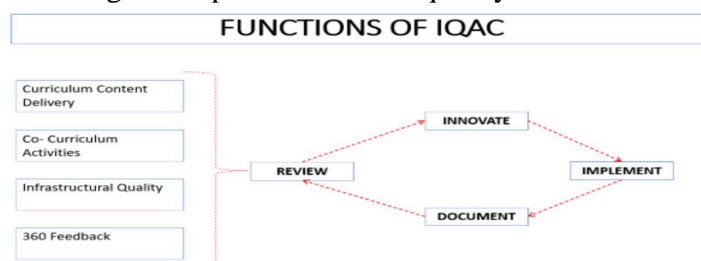 FUNCTIONS OF IQAC
Curriculum Content
Delivery
Co- Curriculum
Activities
Infrastructural Quality
360 Feedback
INNOVATE
REVIEW
IMPLEMENT
DOCUMENT